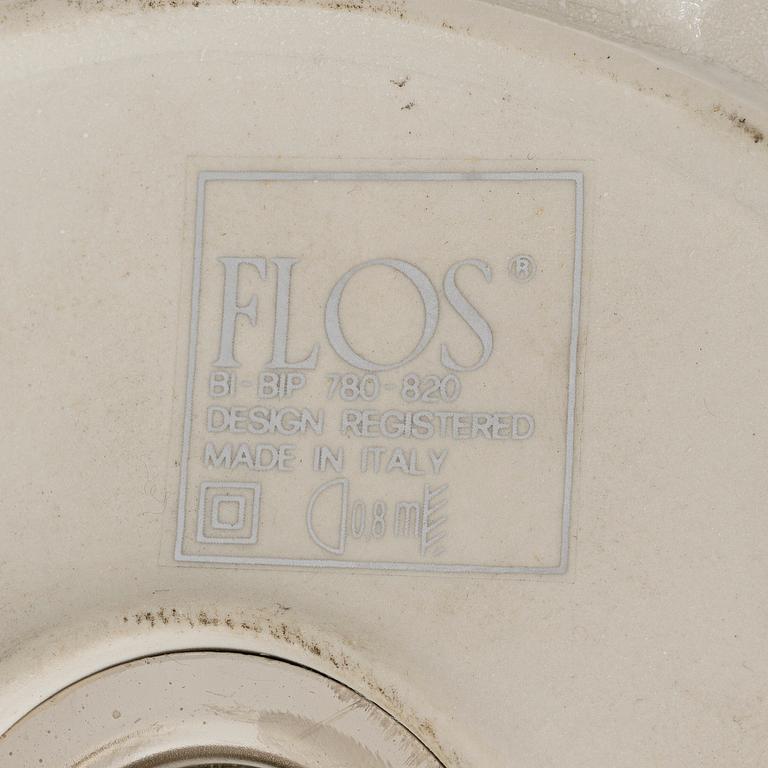 FLOS®
BI-BIP 780-820
DESIGN REGISTERED
MADE IN ITALY
0,8 m